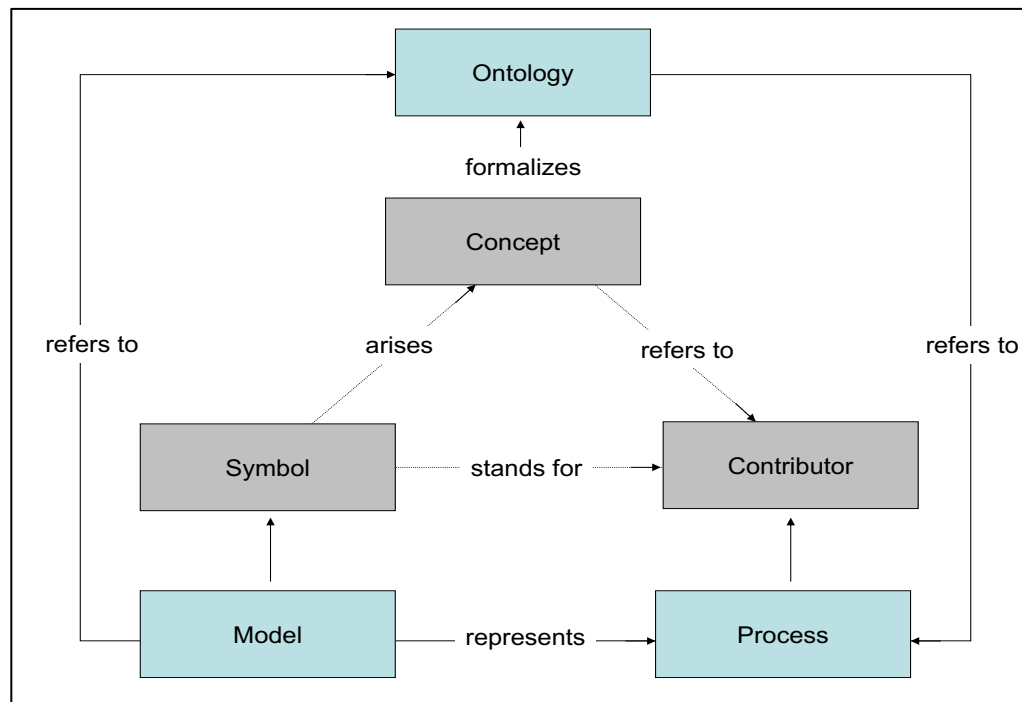 Ontology
formalizes
Concept
refers to
arises
refers to
refers to
Symbol
stands for
Contributor
Model
represents
Process